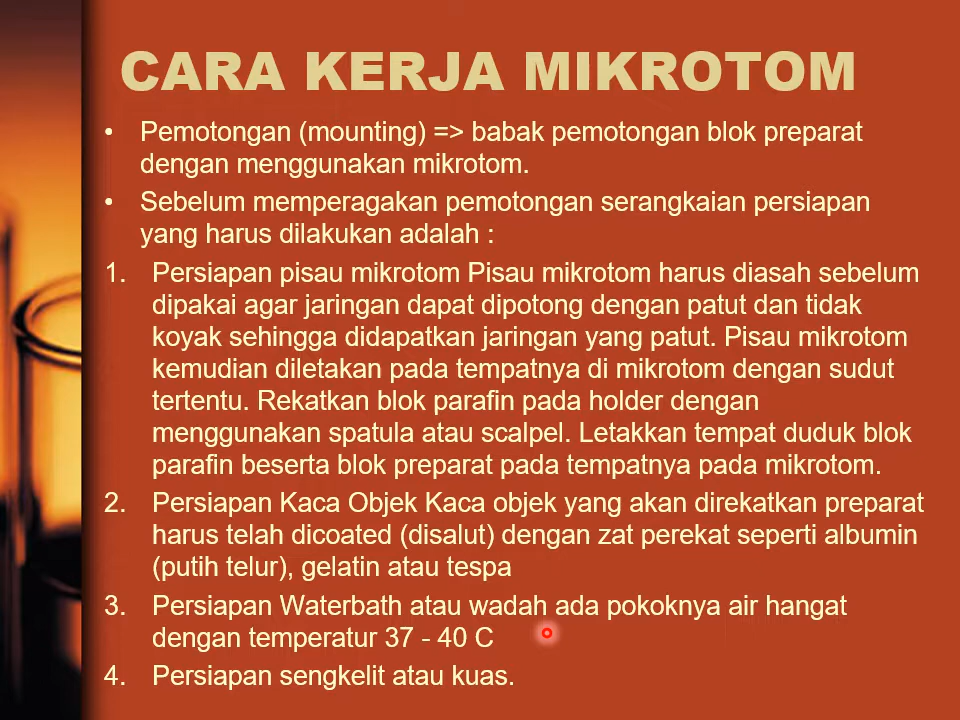 CARA KERJA MIKROTOM
• Pemotongan (mounting) => babak pemotongan blok preparat
dengan menggunakan mikrotom.
• Sebelum memperagakan pemotongan serangkaian persiapan
yang harus dilakukan adalah :
1. Persiapan pisau mikrotom Pisau mikrotom harus diasah sebelum
dipakai agar jaringan dapat dipotong dengan patut dan tidak
koyak sehingga didapatkan jaringan yang patut. Pisau mikrotom
kemudian diletakan pada tempatnya di mikrotom dengan sudut
tertentu. Rekatkan blok parafin pada holder dengan
menggunakan spatula atau scalpel. Letakkan tempat duduk blok
parafin beserta blok preparat pada tempatnya pada mikrotom.
2. Persiapan Kaca Objek Kaca objek yang akan direkatkan preparat
harus telah dicoated (disalut) dengan zat perekat seperti albumin
(putih telur), gelatin atau tespa
3. Persiapan Waterbath atau wadah ada pokoknya air hangat
dengan temperatur 37 - 40 C
4. Persiapan sengkelit atau kuas.